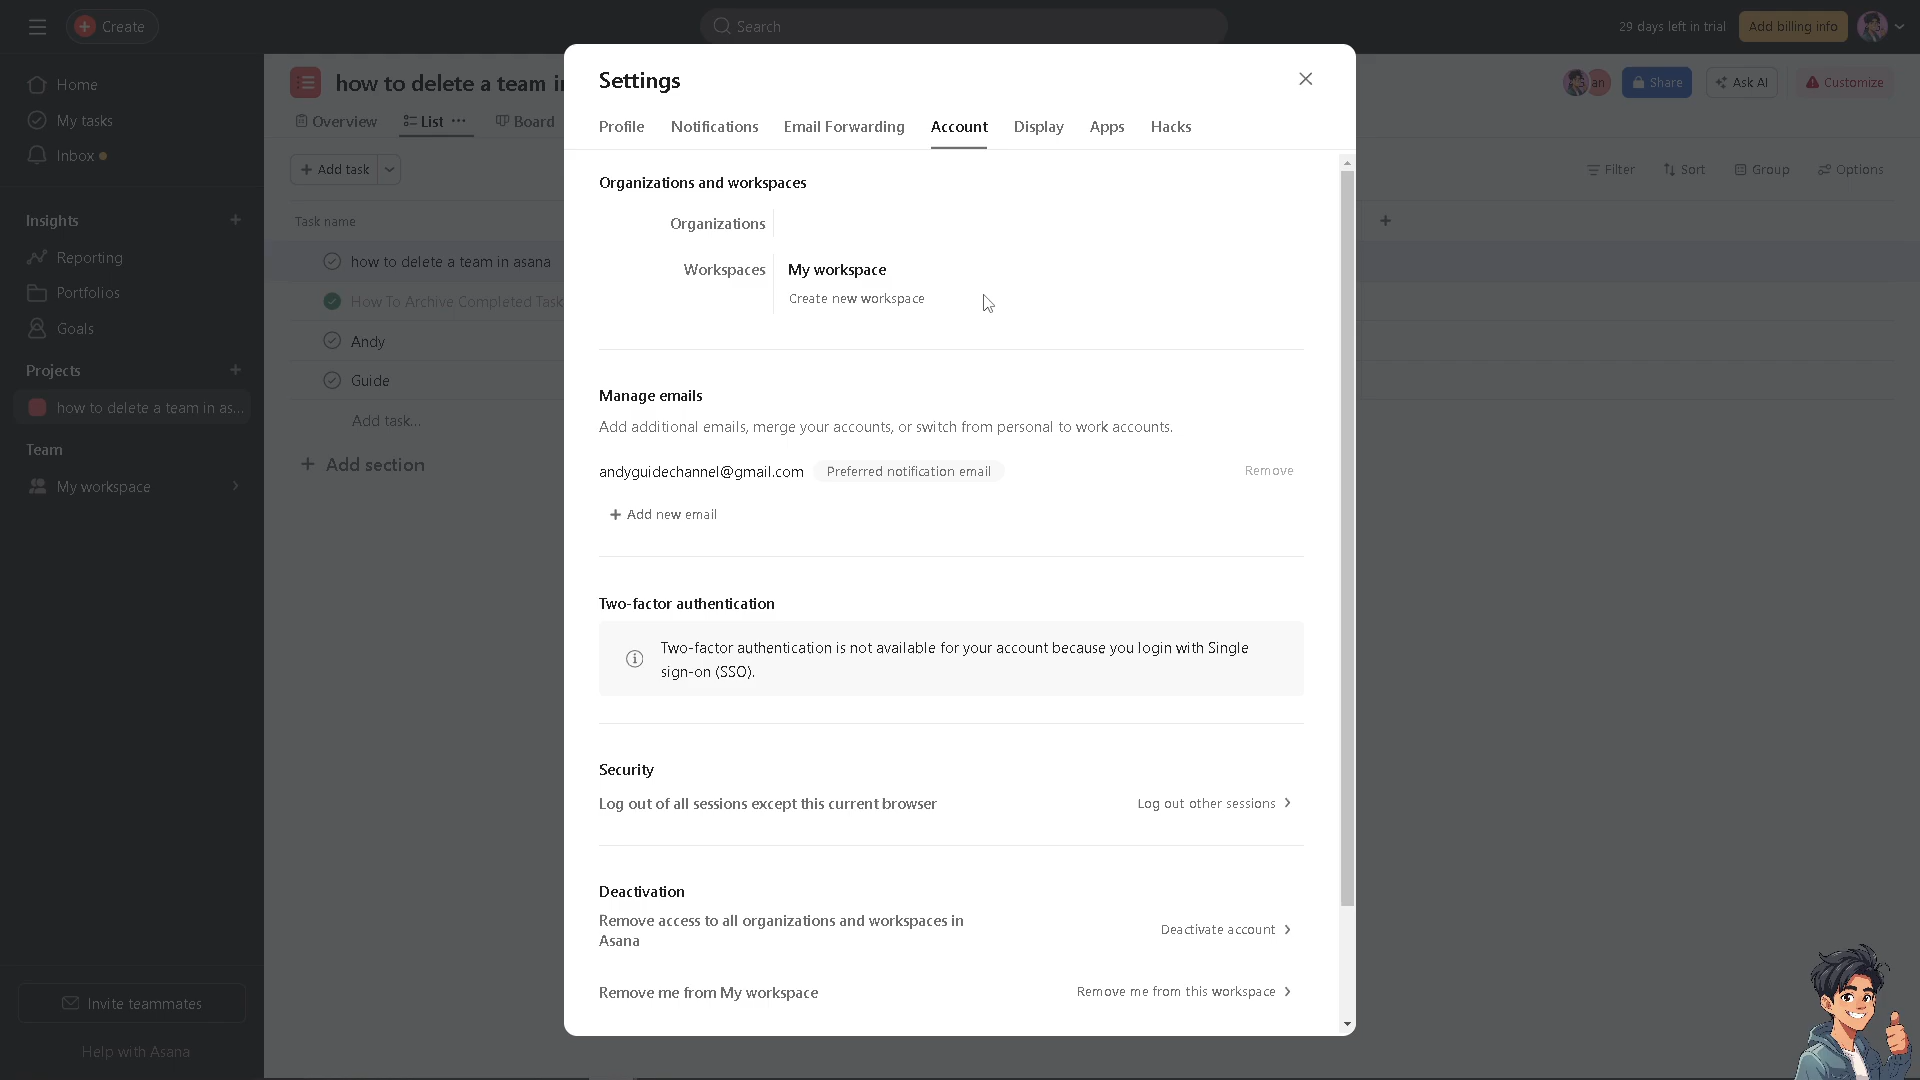 Create
Search
29 days left in trial
Add billing info
Home
My tasks
Inbox
Insights
Reporting
Portfolios
Goals
Projects
how to delete a team in as...
Team
My workspace
Invite teammates
Help with Asana
how to delete a team in
an
Share
Ask AI
Customize
Overview
List
Board
Add task
Filter
Sort
Group
Options
Task name
how to delete a team in asana
How To Archive Completed Task
Andy
Guide
Add task...
Add section
Settings
Profile
Notifications
Email Forwarding
Account
Display
Apps
Hacks
Organizations and workspaces
Organizations
Workspaces
My workspace
Create new workspace
Manage emails
Add additional emails, merge your accounts, or switch from personal to work accounts.
andyguidechannel@gmail.com
Preferred notification email
Remove
Add new email
Two-factor authentication
Two-factor authentication is not available for your account because you login with Single
sign-on (SSO).
Security
Log out of all sessions except this current browser
Log out other sessions
Deactivation
Remove access to all organizations and workspaces in
Asana
Deactivate account
Remove me from My workspace
Remove me from this workspace